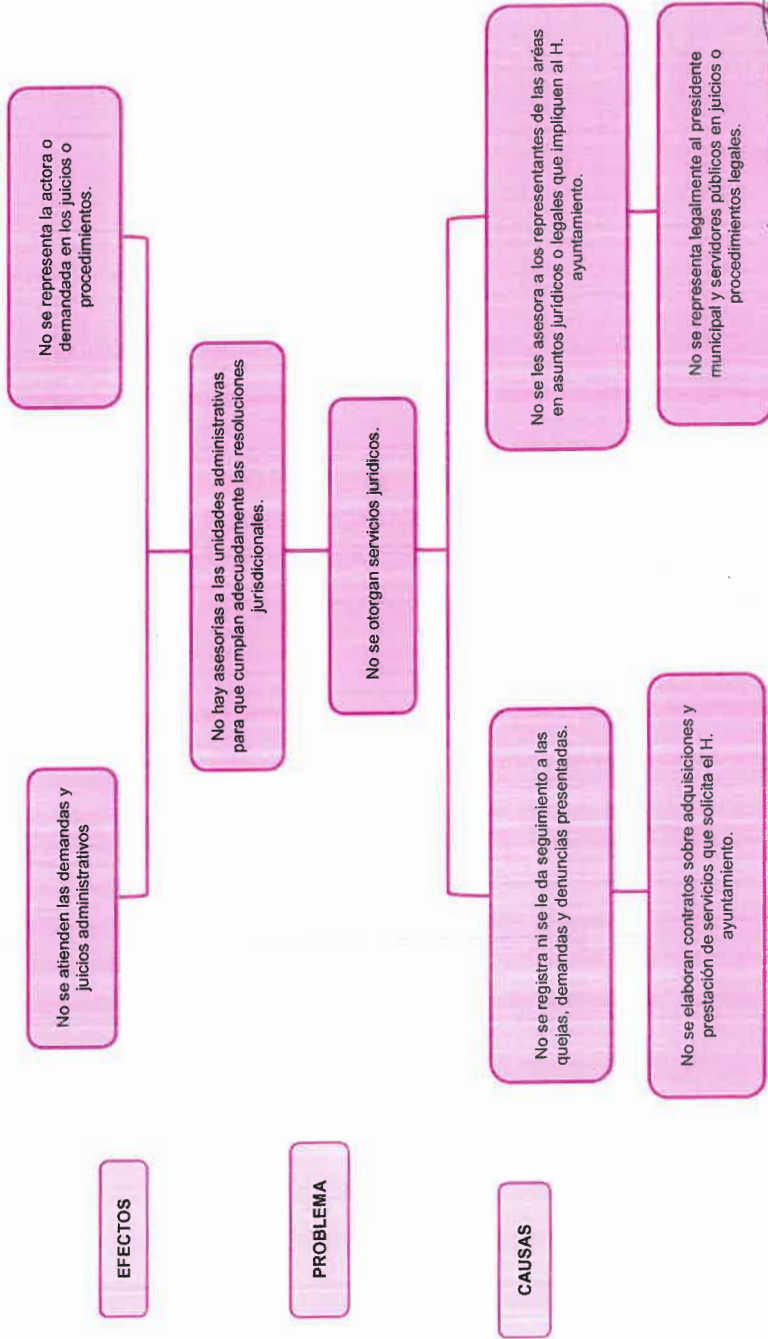 EFECTOS
No se atienden las demandas y
juicios administrativos
No se representa la actora o
demandada en los juicios o
procedimientos.
No hay asesorías a las unidades administrativas
para que cumplan adecuadamente las resoluciones
jurisdicionales.
PROBLEMA
No se otorgan servicios jurídicos.
CAUSAS
No se registra ni se le da seguimiento a las
quejas, demandas y denuncias presentadas.
No se les asesora a los representantes de las aréas
en asuntos jurídicos o legales que impliquen al H.
ayuntamiento.
No se elaboran contratos sobre adquisiciones y
prestación de servicios que solicita el H.
ayuntamiento.
No se representa legalmente al presidente
municipal y servidores públicos en juicios o
procedimientos legales.